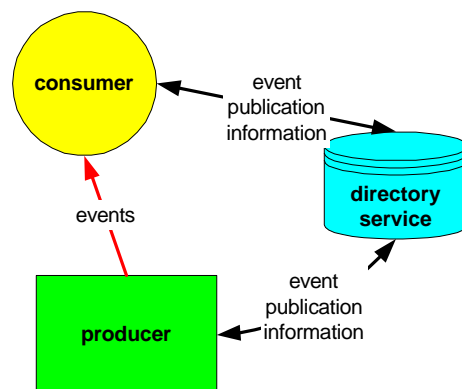 consumer
event
publication
information
directory
service
events
event
publication
information
producer